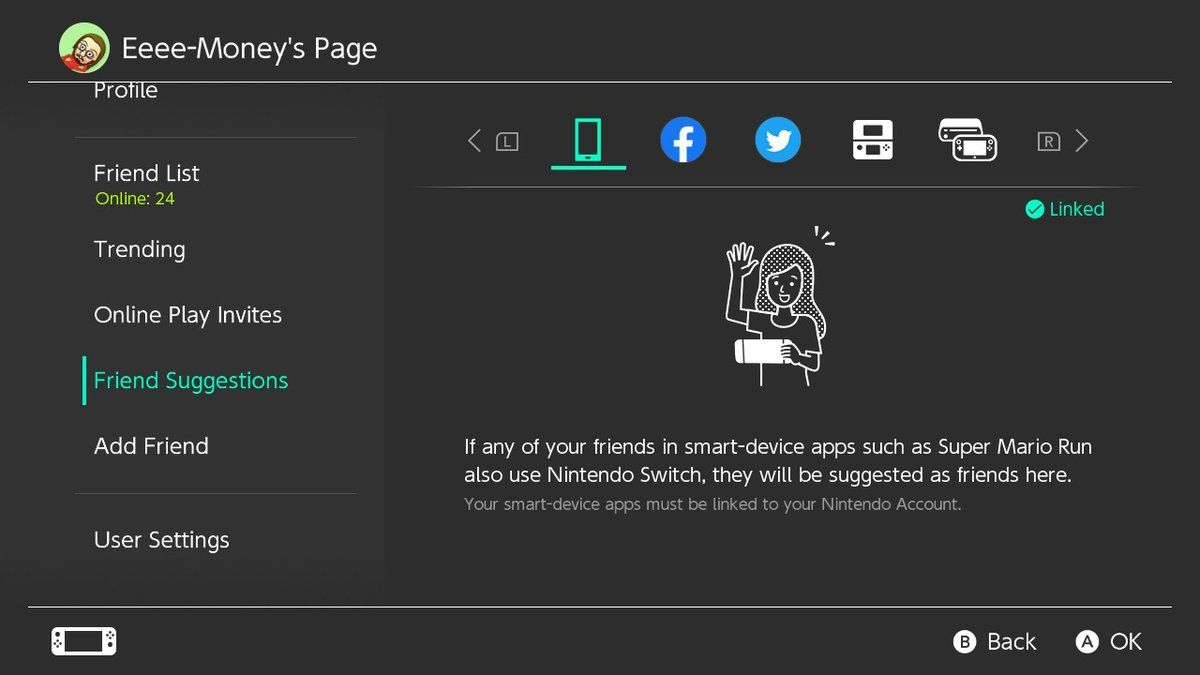 Eeee-Money's Page
Profile
Friend List
Online: 24
Trending
Online Play Invites
Friend Suggestions
Add Friend
User Settings
L
R
Linked
If any of your friends in smart-device apps such as Super Mario Run
also use Nintendo Switch, they will be suggested as friends here.
Your smart-device apps must be linked to your Nintendo Account.
B Back
A OK